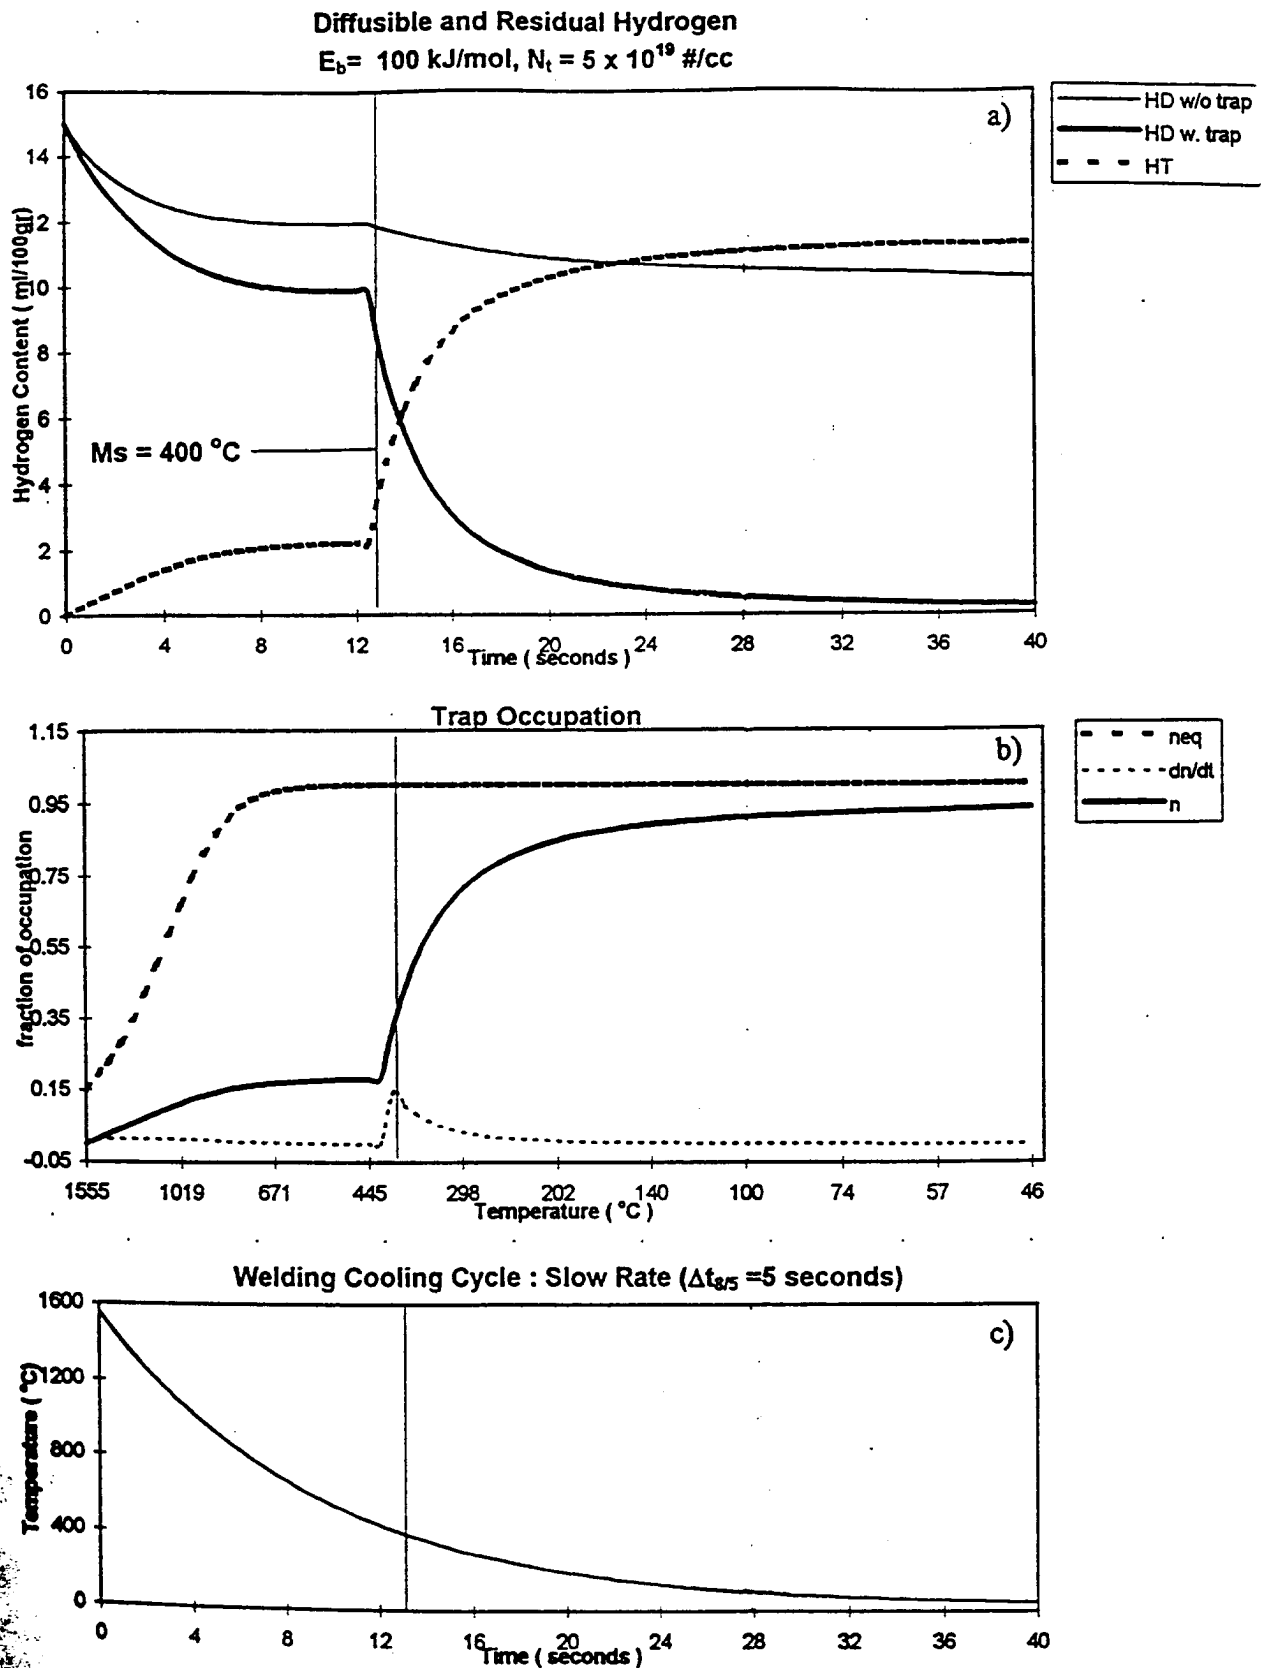 Diffusible and Residual Hydrogen
E_b= 100 kJ/mol, N_t = 5 x 10^19 #/cc
a)
HD w/o trap
HD w. trap
HT
Hydrogen Content ( ml/100gr)
16
14
12
10
8
6
4
2
0
Ms = 400 °C
0 4 8 12 16 20 24 28 32 36 40
Time ( seconds )
Trap Occupation
b)
neq
dn/dt
n
fraction of occupation
1.15
0.95
0.75
0.55
0.35
0.15
-0.05
1555 1019 671 445 298 202 140 100 74 57 46
Temperature ( °C )
Welding Cooling Cycle : Slow Rate (Δt_8/5 =5 seconds)
c)
Temperature ( °C)
1600
1200
800
400
0
0 4 8 12 16 20 24 28 32 36 40
Time ( seconds )